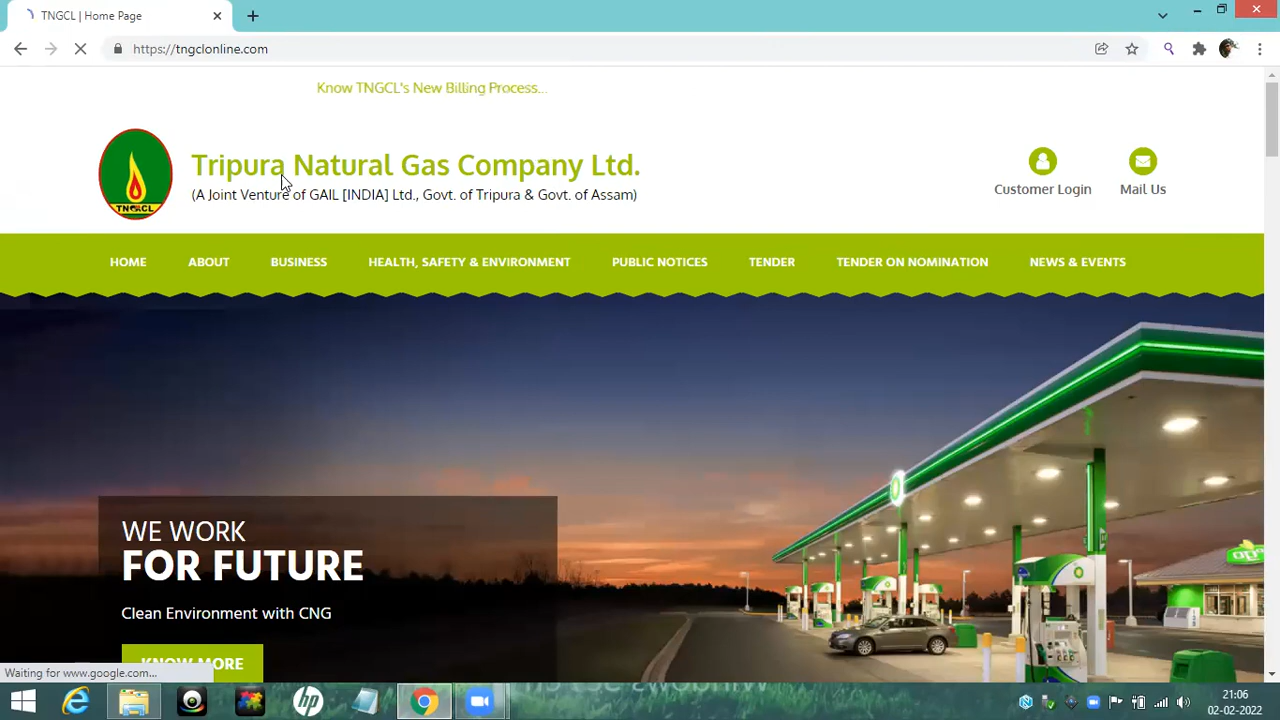 TNGCL | Home Page
https://tngclonline.com
Know TNGCL's New Billing Process...
TNGCL
Tripura Natural Gas Company Ltd.
(A Joint Venture of GAIL [INDIA] Ltd., Govt. of Tripura & Govt. of Assam)
Customer Login
Mail Us
HOME ABOUT BUSINESS HEALTH, SAFETY & ENVIRONMENT PUBLIC NOTICES TENDER TENDER ON NOMINATION NEWS & EVENTS
WE WORK
FOR FUTURE
Clean Environment with CNG
KNOW MORE
Waiting for www.google.com...
hp
21:06
02-02-2022